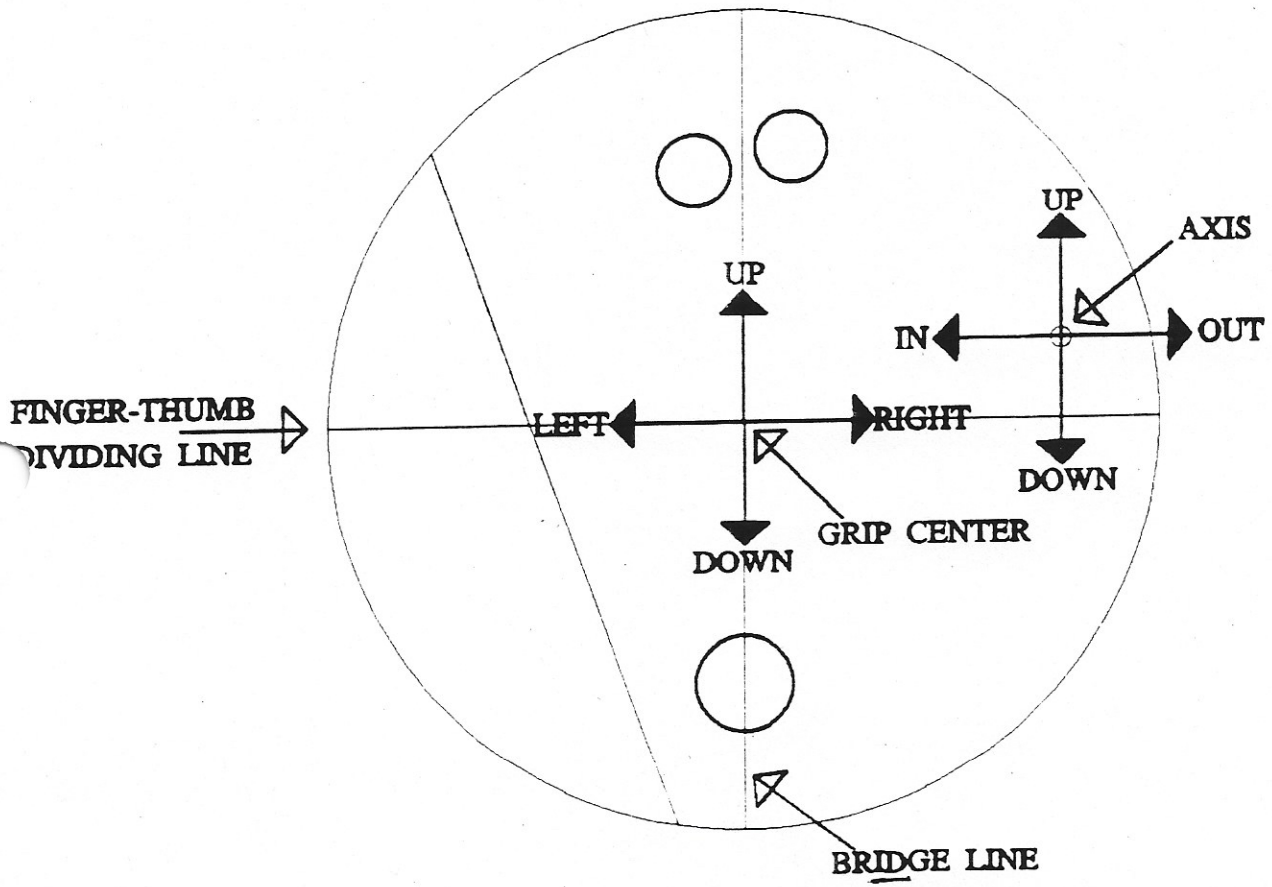 UP
AXIS
UP
IN
OUT
FINGER-THUMB
LEFT
RIGHT
DIVIDING LINE
DOWN
GRIP CENTER
DOWN
BRIDGE LINE